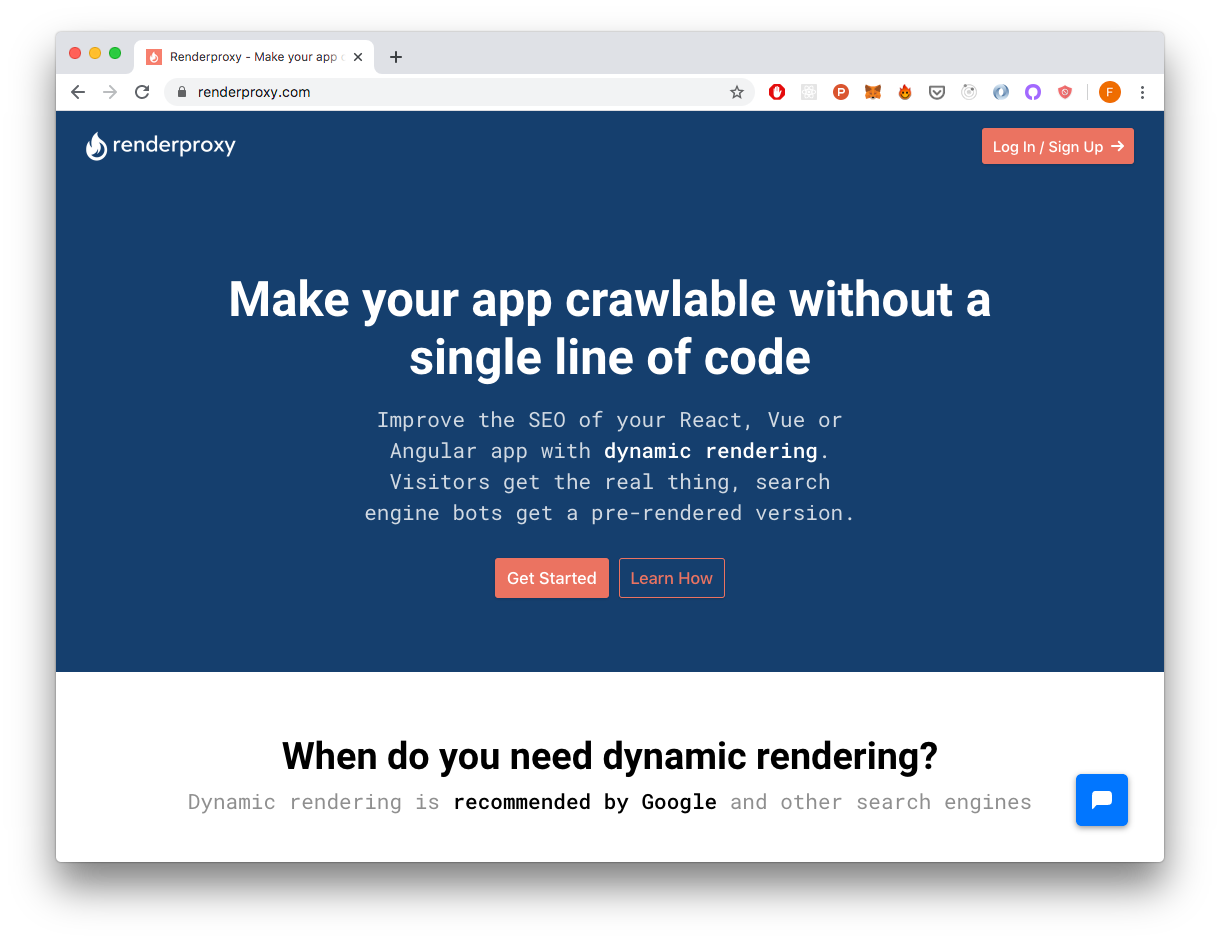 Renderproxy - Make your app
renderproxy.com
P
F
renderproxy
Log In / Sign Up →
Make your app crawlable without a
single line of code
Improve the SEO of your React, Vue or
Angular app with dynamic rendering.
Visitors get the real thing, search
engine bots get a pre-rendered version.
Get Started
Learn How
When do you need dynamic rendering?
Dynamic rendering is recommended by Google and other search engines